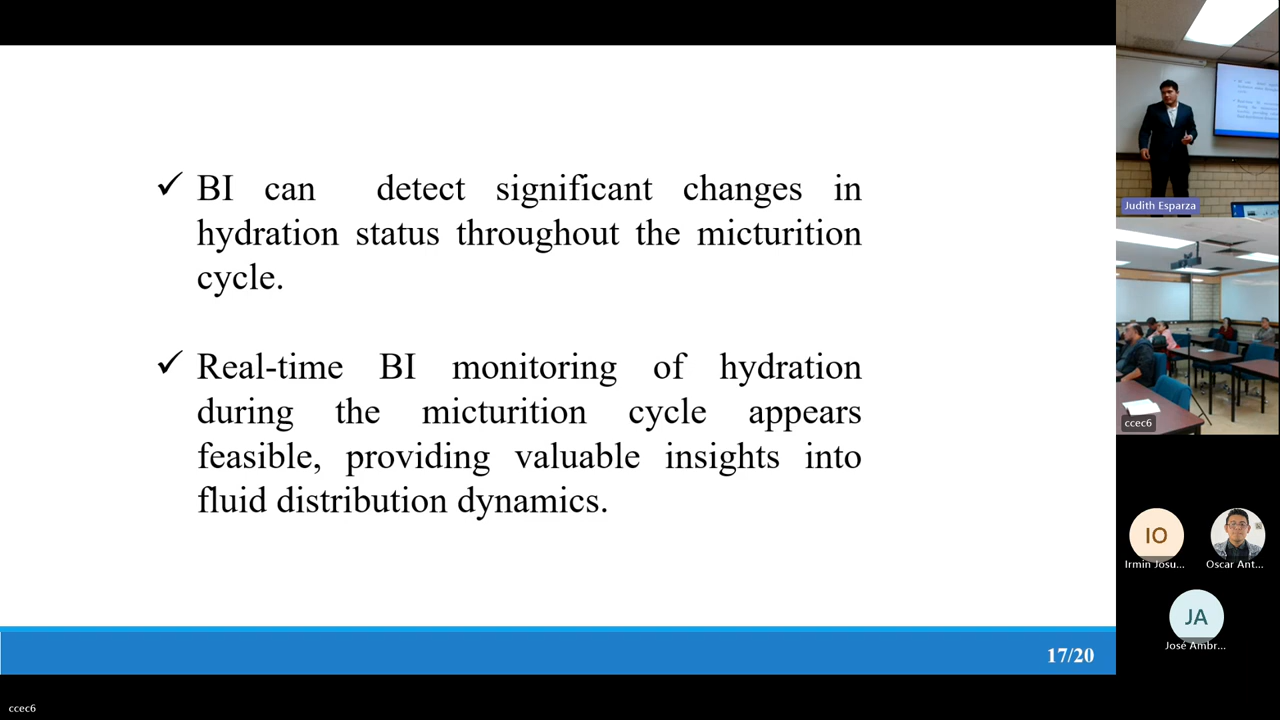 ✓ BI can detect significant changes in
hydration status throughout the micturition
cycle.
✓ Real-time BI monitoring of hydration
during the micturition cycle appears
feasible, providing valuable insights into
fluid distribution dynamics.
17/20
Judith Esparza
ccec6
IO
Irmin Josu...
Oscar Ant...
JA
José Ambr...
ccec6